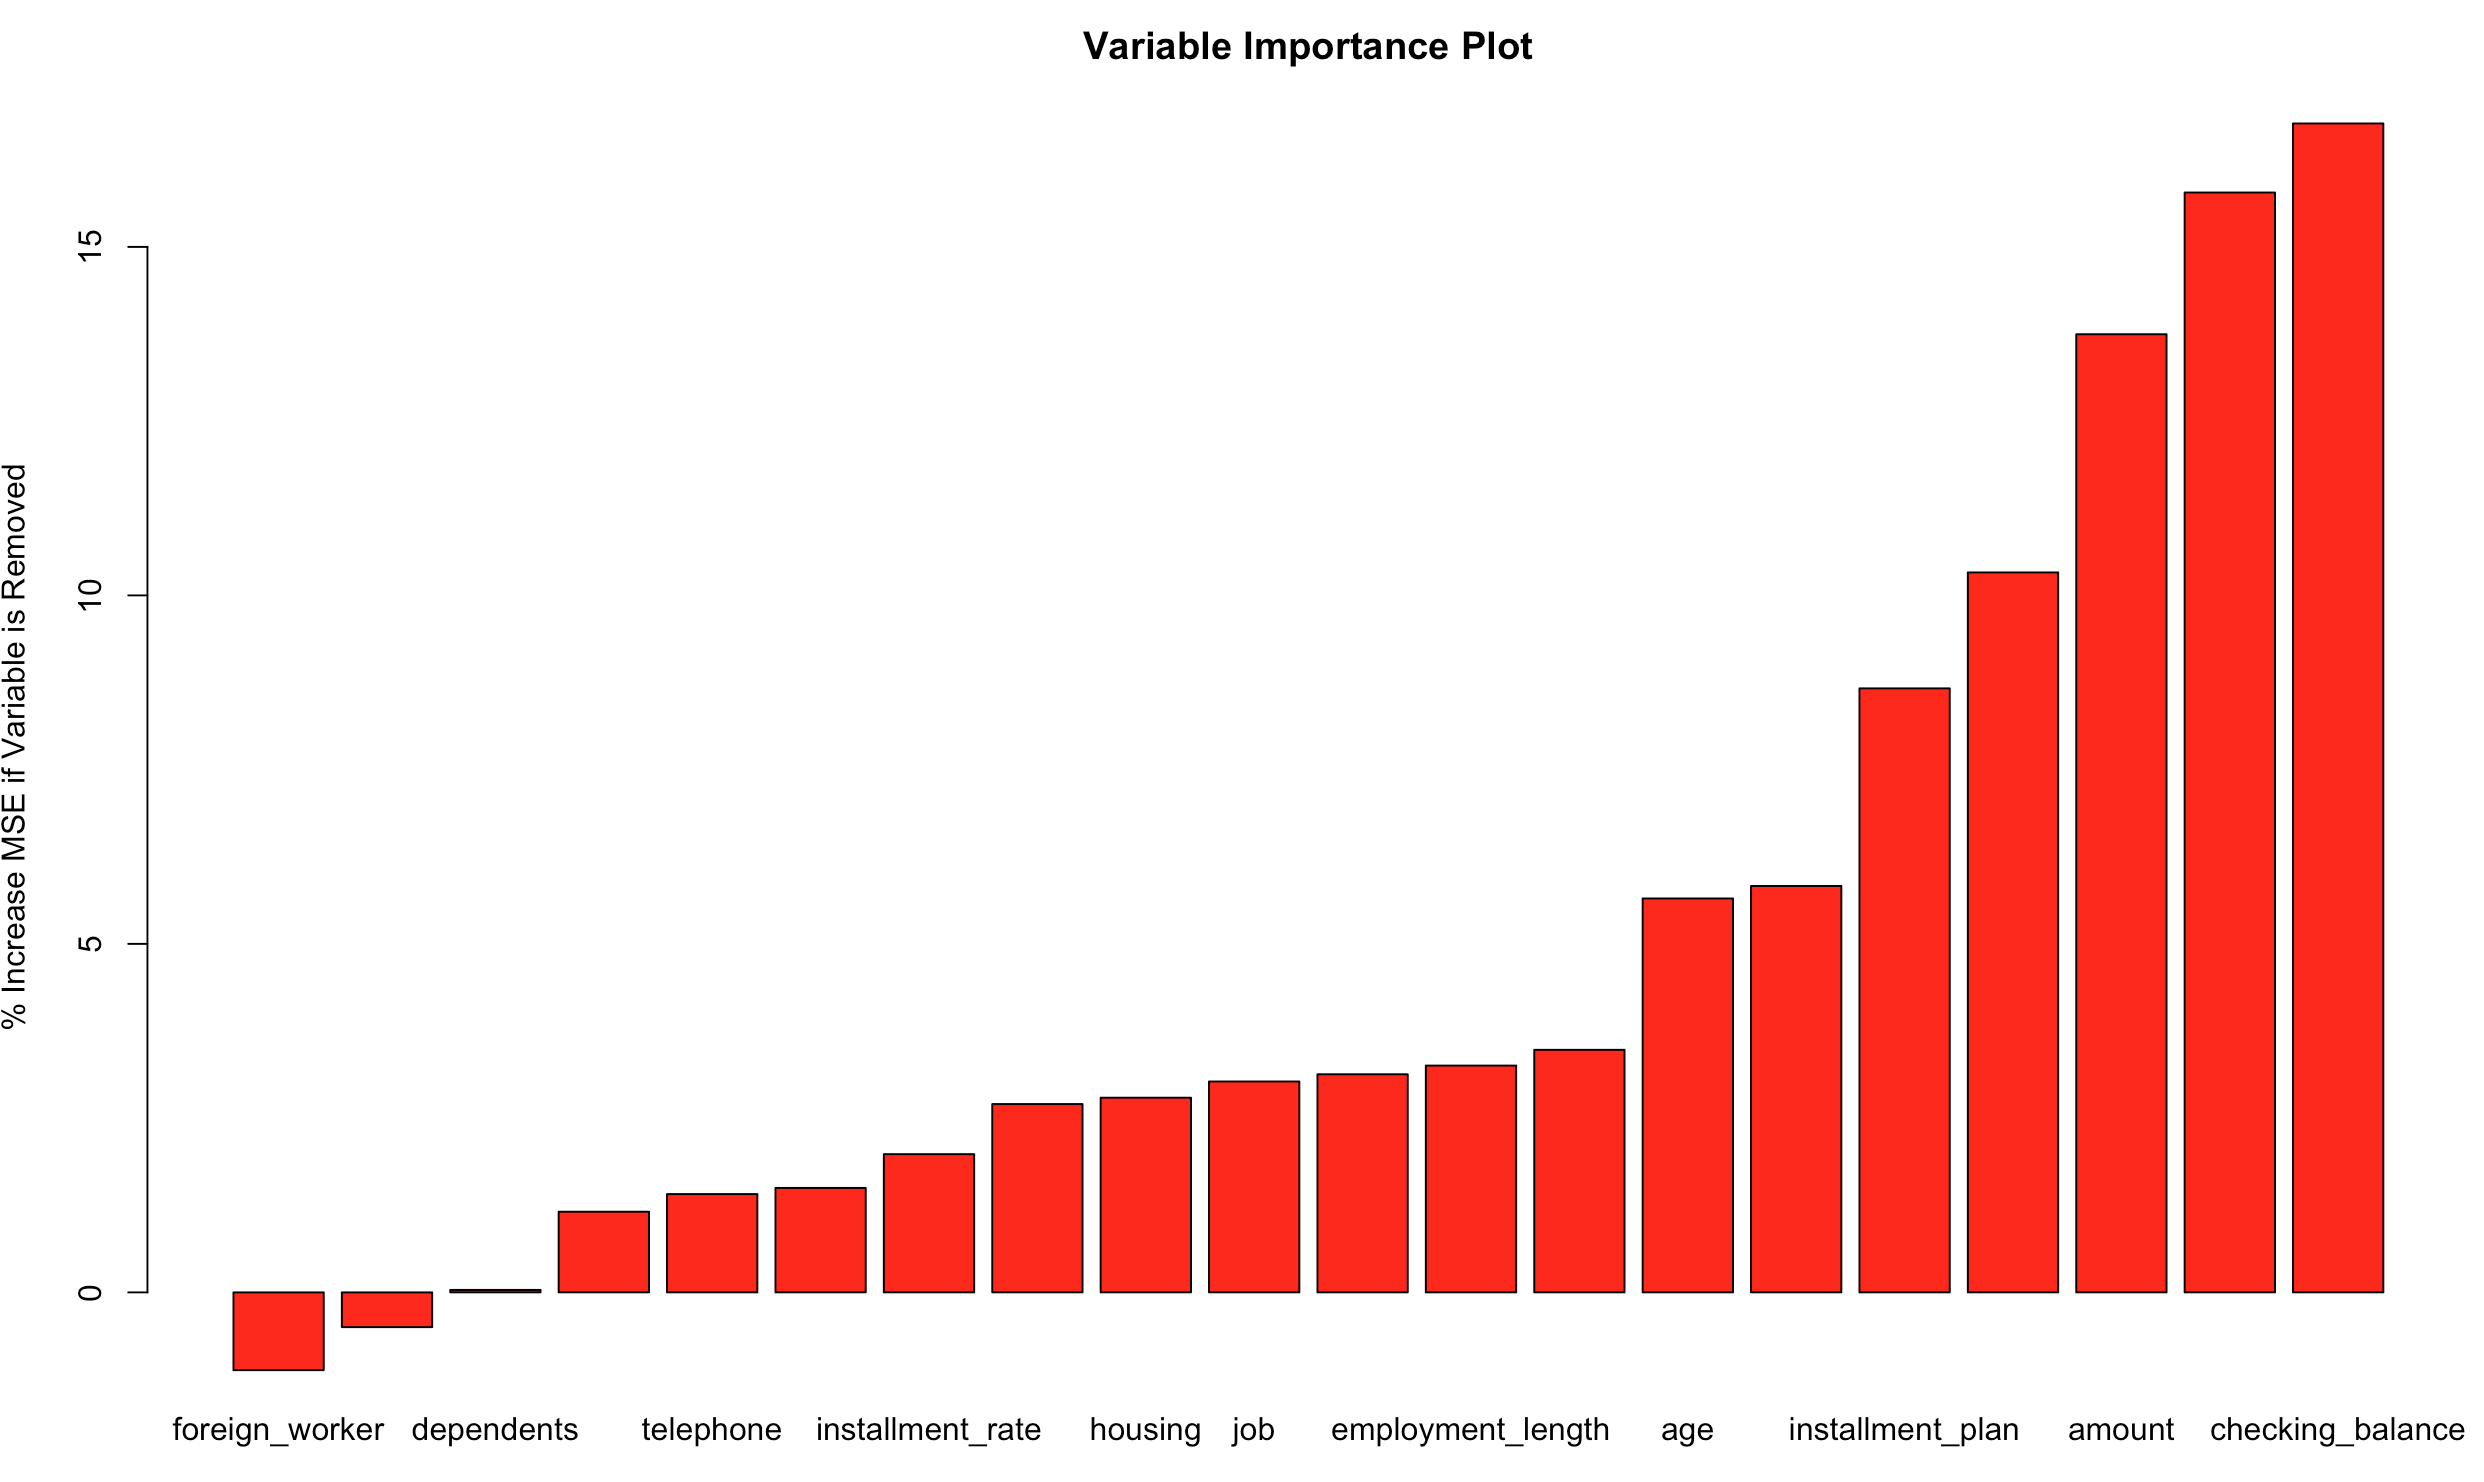 Variable Importance Plot
% Increase MSE if Variable is Removed
15
10
5
0
foreign_worker dependents telephone installment_rate housing job employment_length age installment_plan amount checking_balance